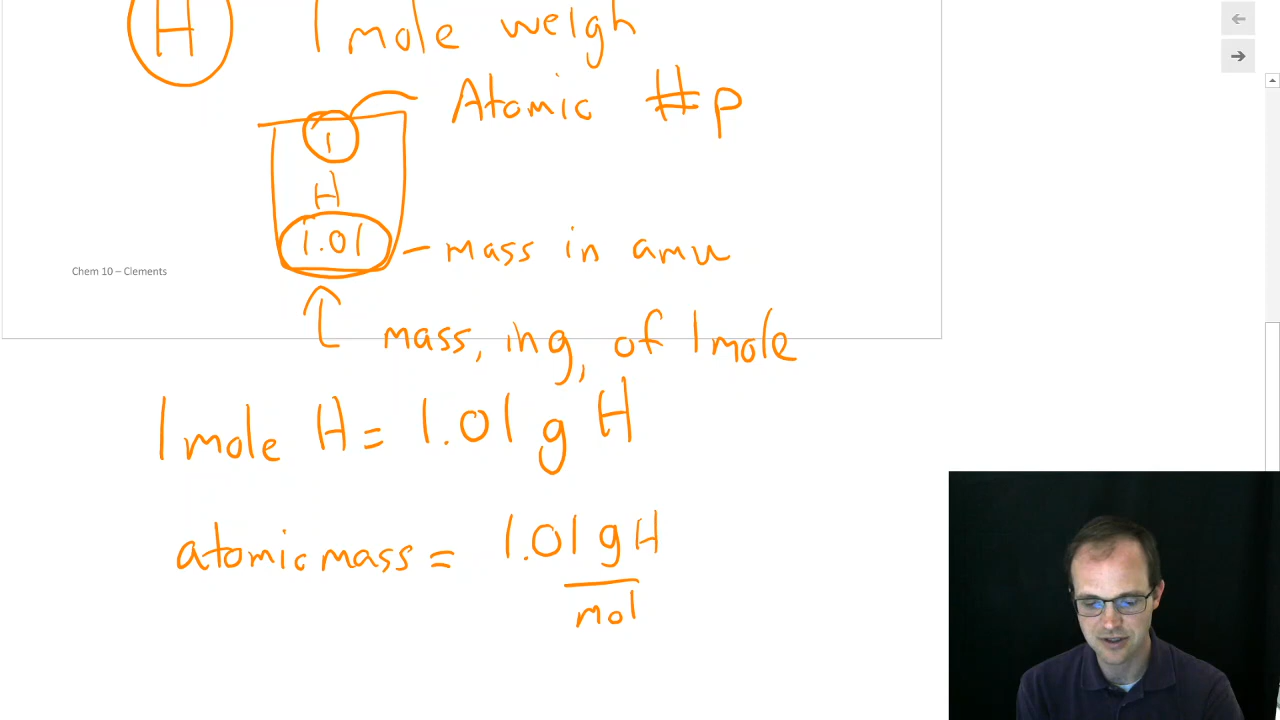 H 1 mole weigh
Atomic #p
1
H
1.01 - mass in amu
Chem 10 – Clements
mass, in g, of 1 mole
1 mole H = 1.01 g H
atomic mass = 1.01 g H
mol